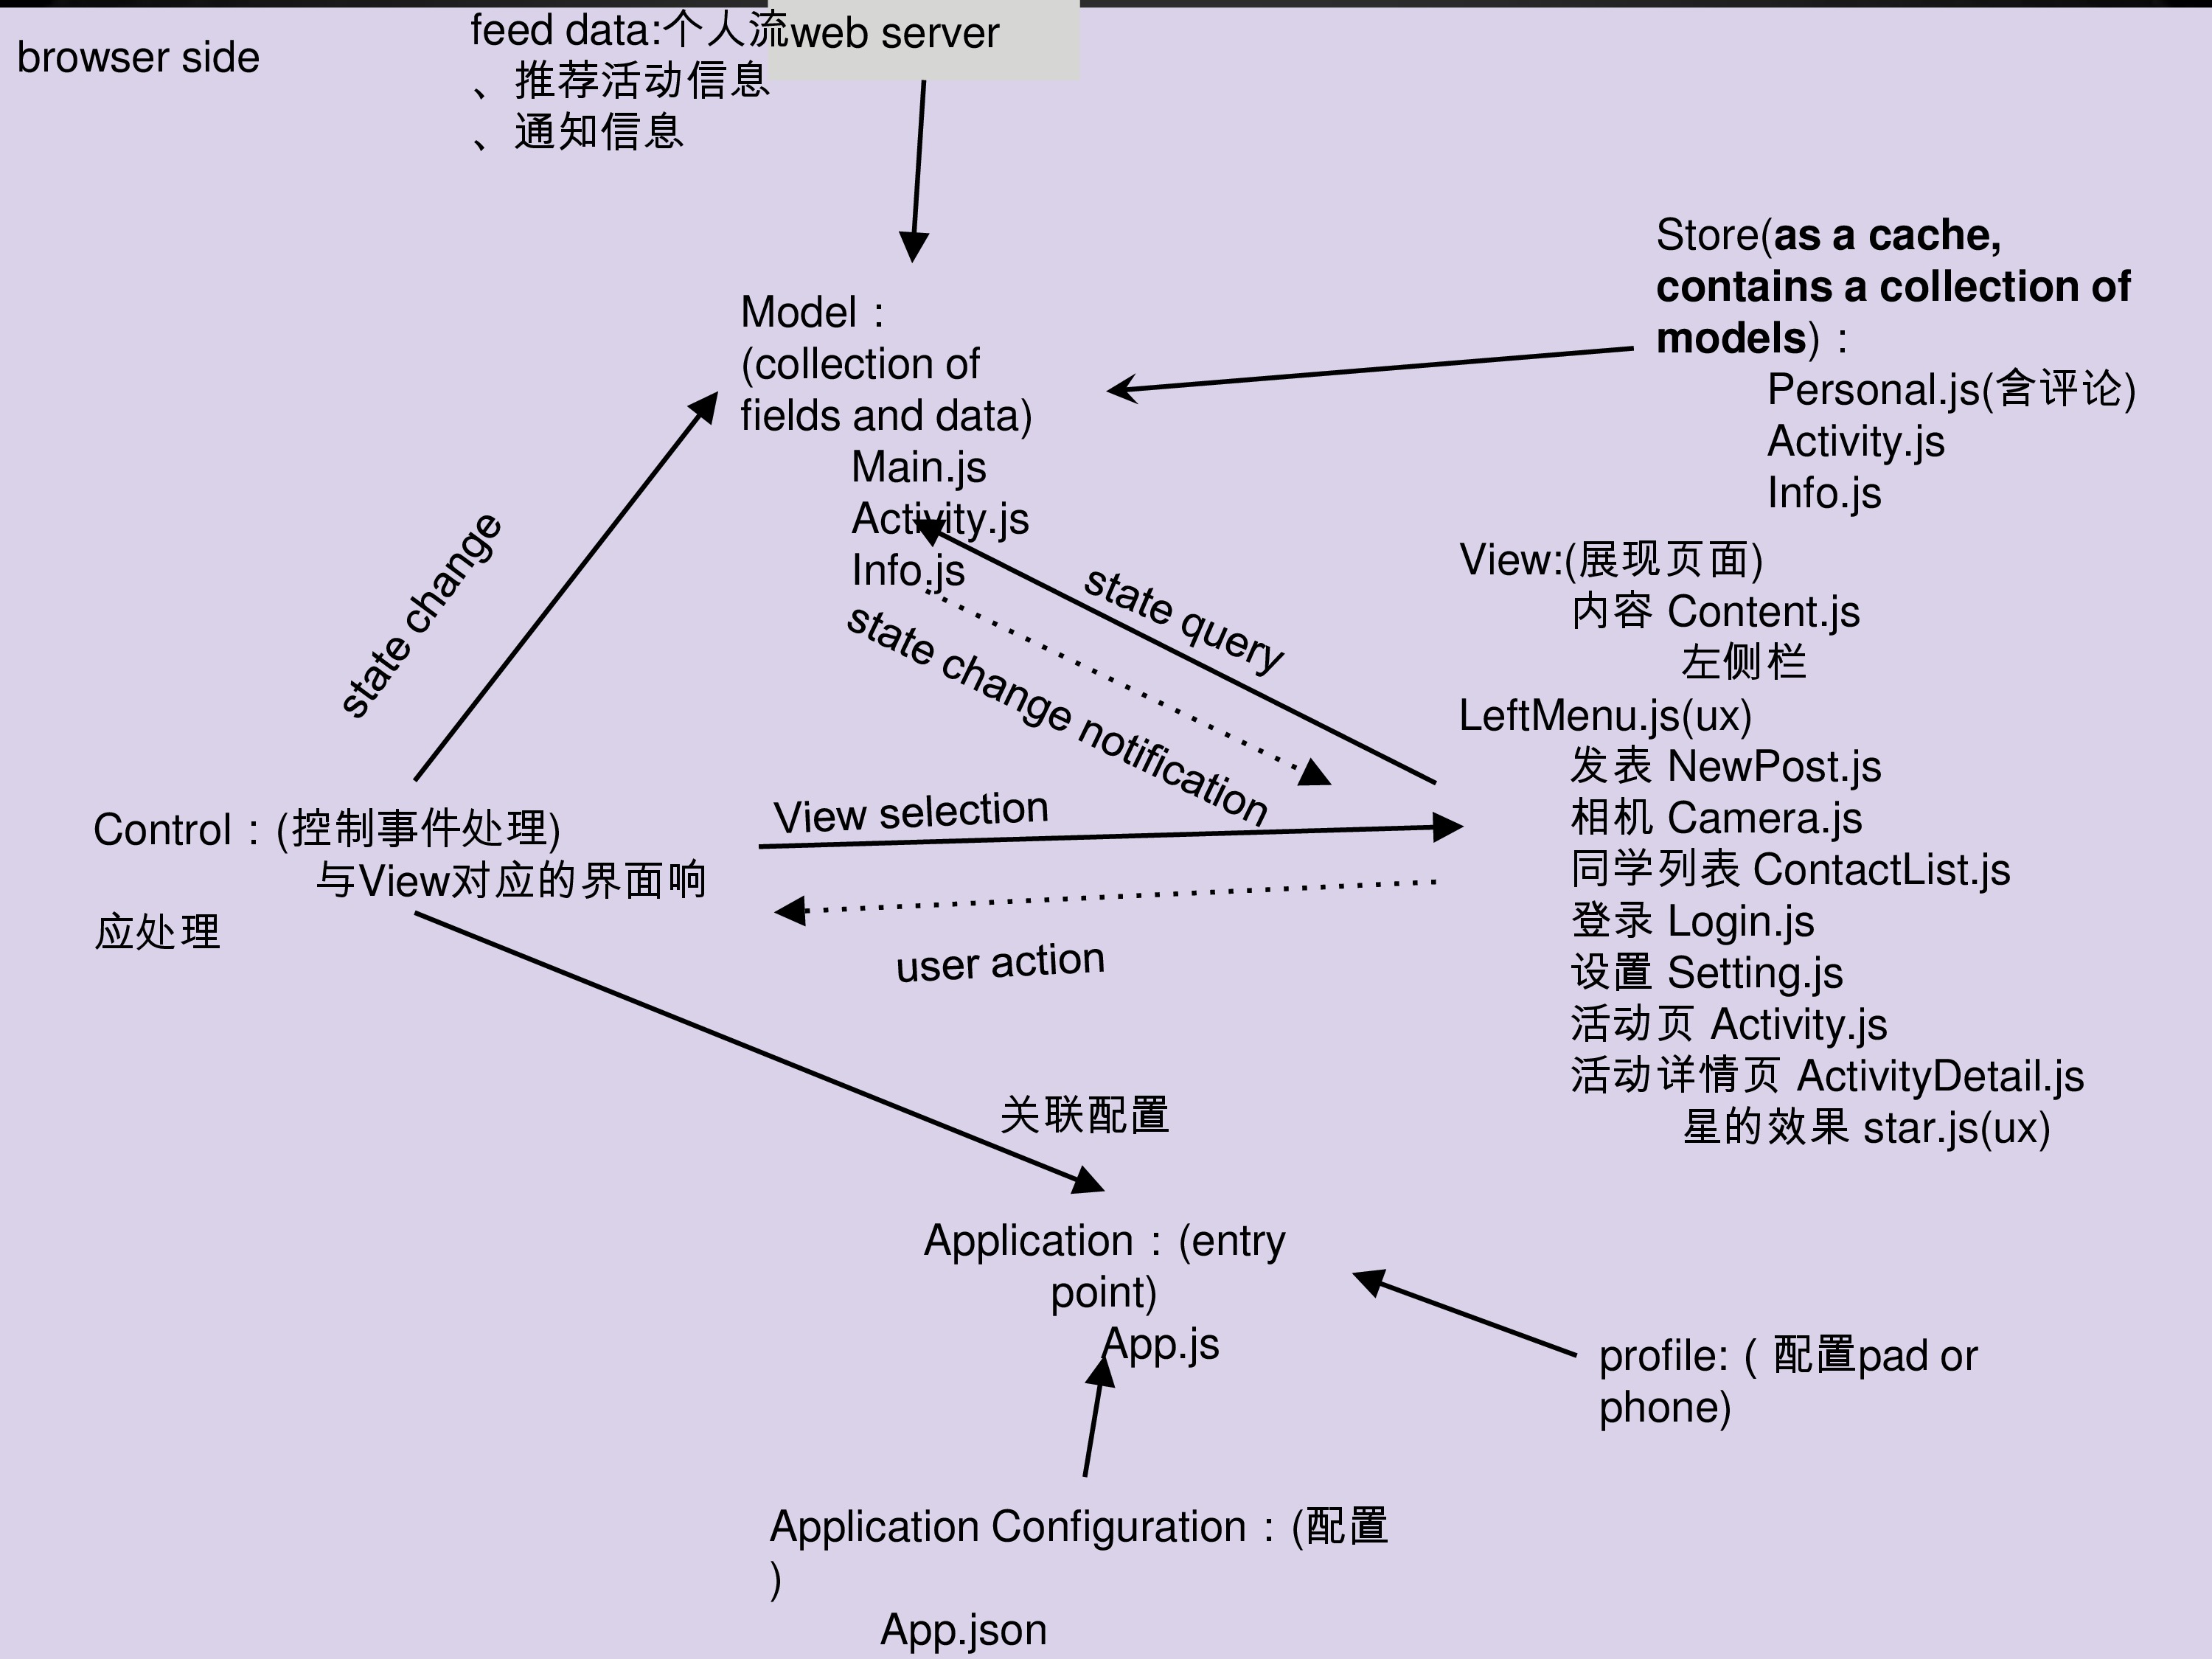 browser side
feed data:个人流
、推荐活动信息
、通知信息
web server
Store(as a cache,
contains a collection of
models)：
Personal.js(含评论)
Activity.js
Info.js
Model：
(collection of
fields and data)
Main.js
Activity.js
Info.js
state change
state query
state change notification
View:(展现页面)
内容 Content.js
左侧栏
LeftMenu.js(ux)
发表 NewPost.js
相机 Camera.js
同学列表 ContactList.js
登录 Login.js
设置 Setting.js
活动页 Activity.js
活动详情页 ActivityDetail.js
星的效果 star.js(ux)
Control：(控制事件处理)
与View对应的界面响
应处理
View selection
user action
关联配置
Application：(entry
point)
App.js
profile: ( 配置pad or
phone)
Application Configuration：(配置
)
App.json